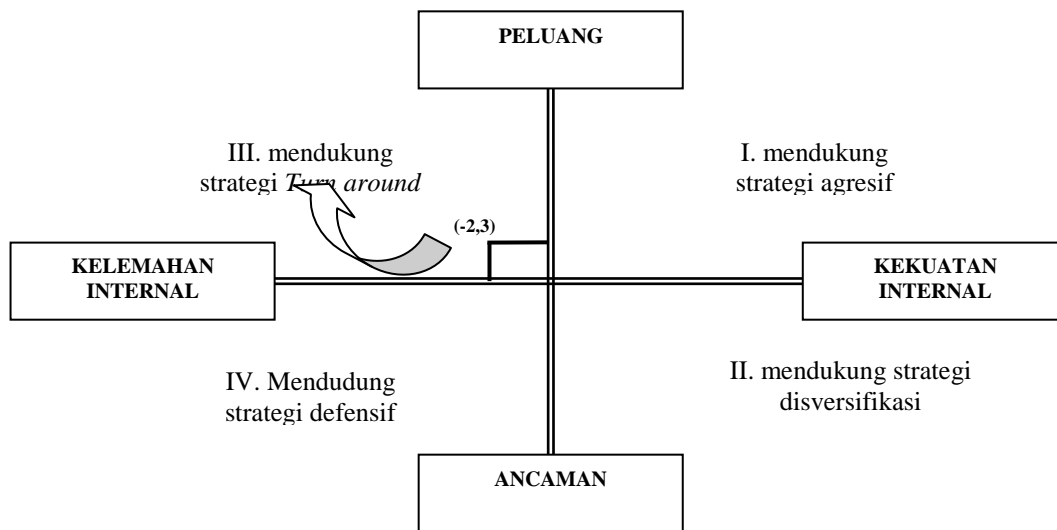 PELUANG
III. mendukung
strategi Turn around
I. mendukung
strategi agresif
(-2,3)
KELEMAHAN
INTERNAL
KEKUATAN
INTERNAL
IV. Mendudung
strategi defensif
II. mendukung strategi
disversifikasi
ANCAMAN